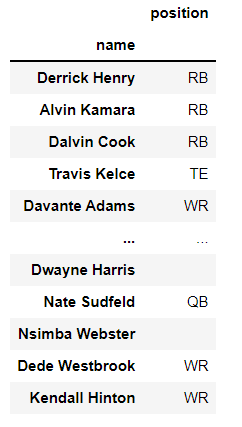 position
name
Derrick Henry RB
Alvin Kamara RB
Dalvin Cook RB
Travis Kelce TE
Davante Adams WR
... ...
Dwayne Harris
Nate Sudfeld QB
Nsimba Webster
Dede Westbrook WR
Kendall Hinton WR